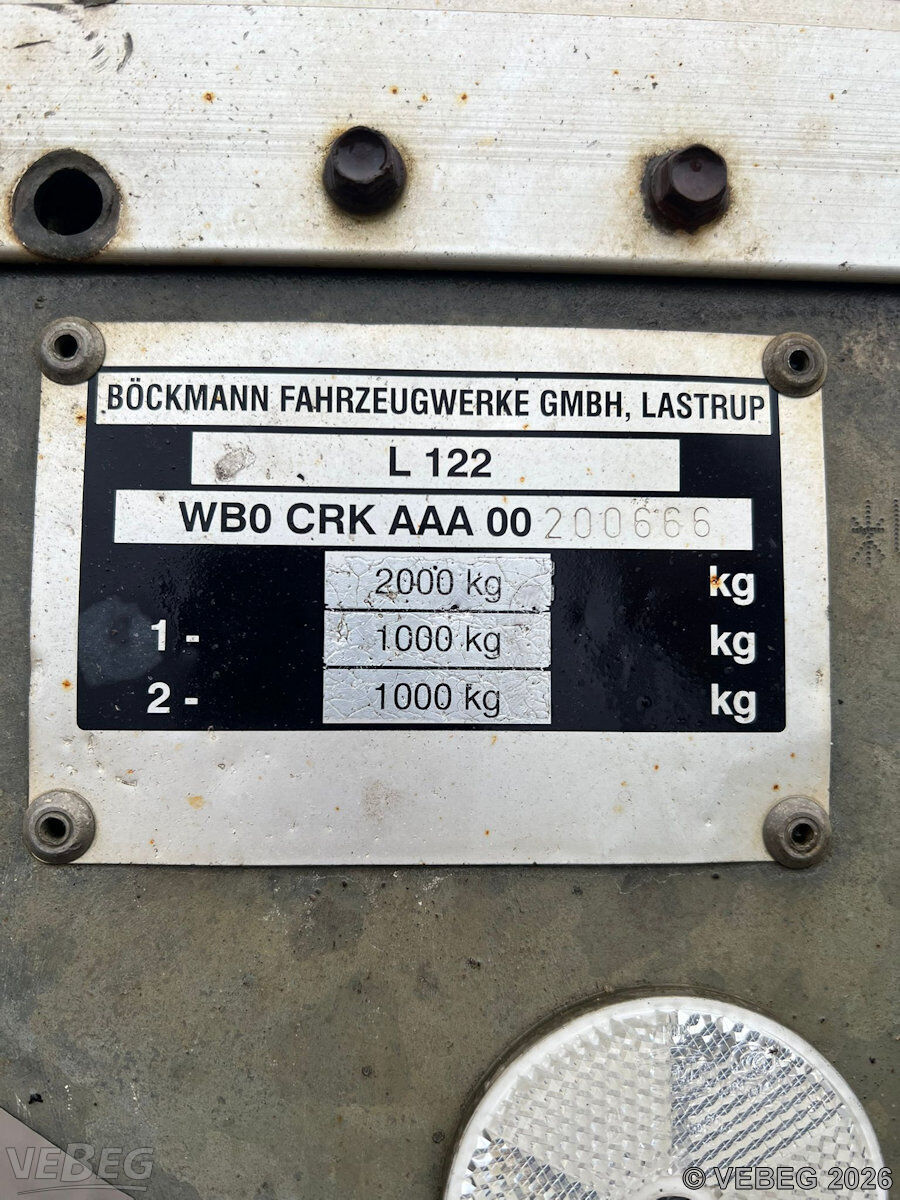 BÖCKMANN FAHRZEUGWERKE GMBH, LASTRUP
L 122
WB0 CRK AAA 00 200666
2000 kg kg
1 - 1000 kg kg
2 - 1000 kg kg
VEBEG
© VEBEG 2026